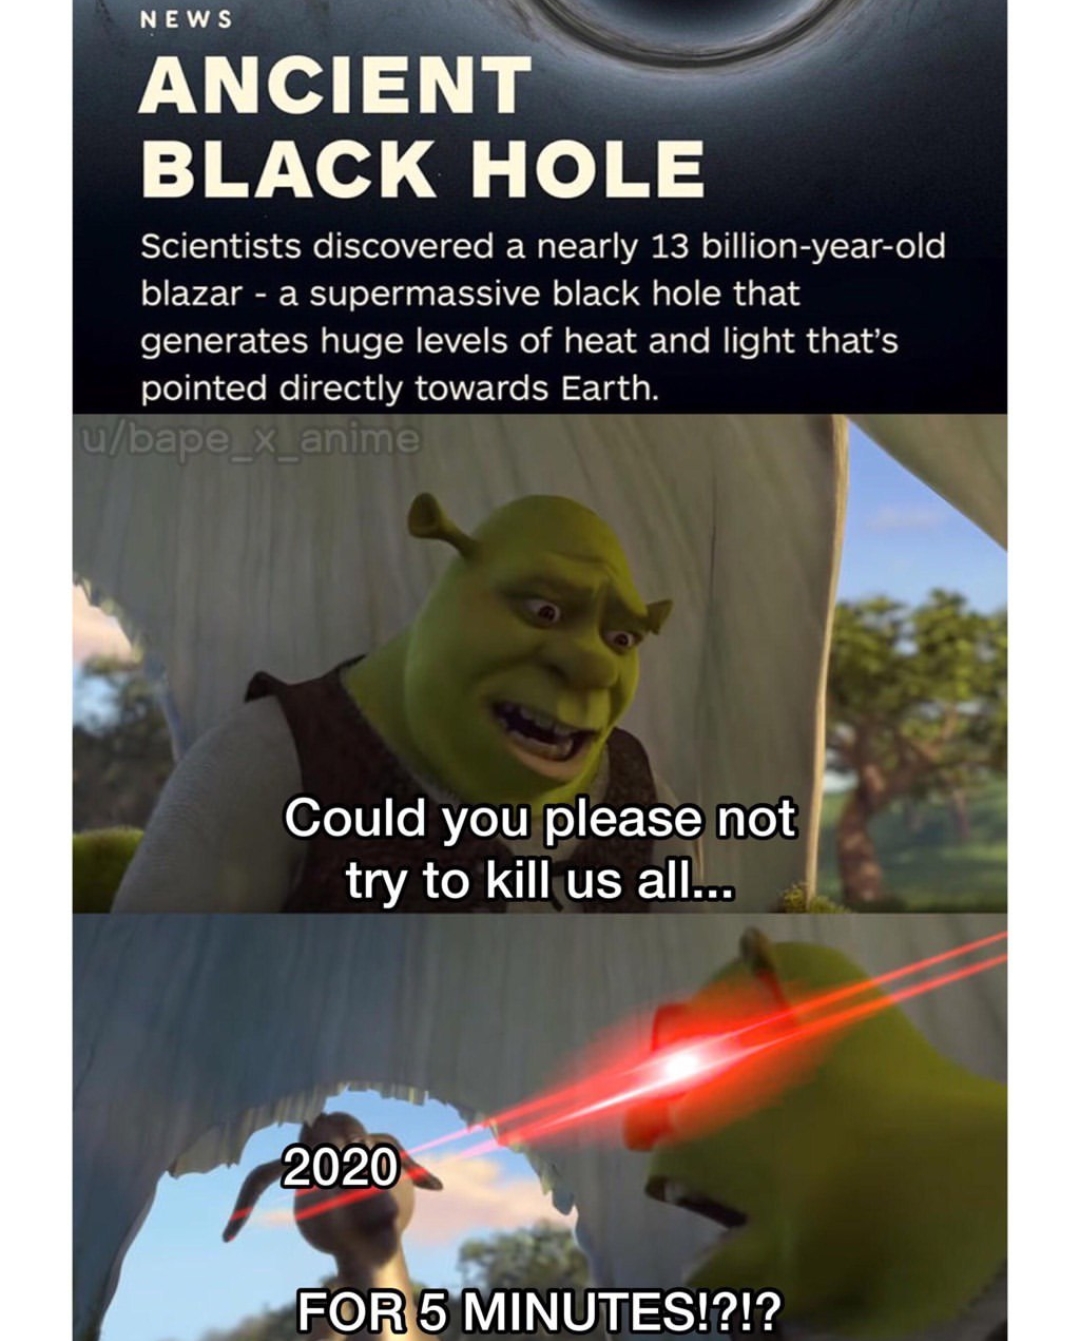 NEWS
ANCIENT
BLACK HOLE
Scientists discovered a nearly 13 billion-year-old
blazar - a supermassive black hole that
generates huge levels of heat and light that's
pointed directly towards Earth.
u/bape_x_anime
Could you please not
try to kill us all...
2020
FOR 5 MINUTES!?!?